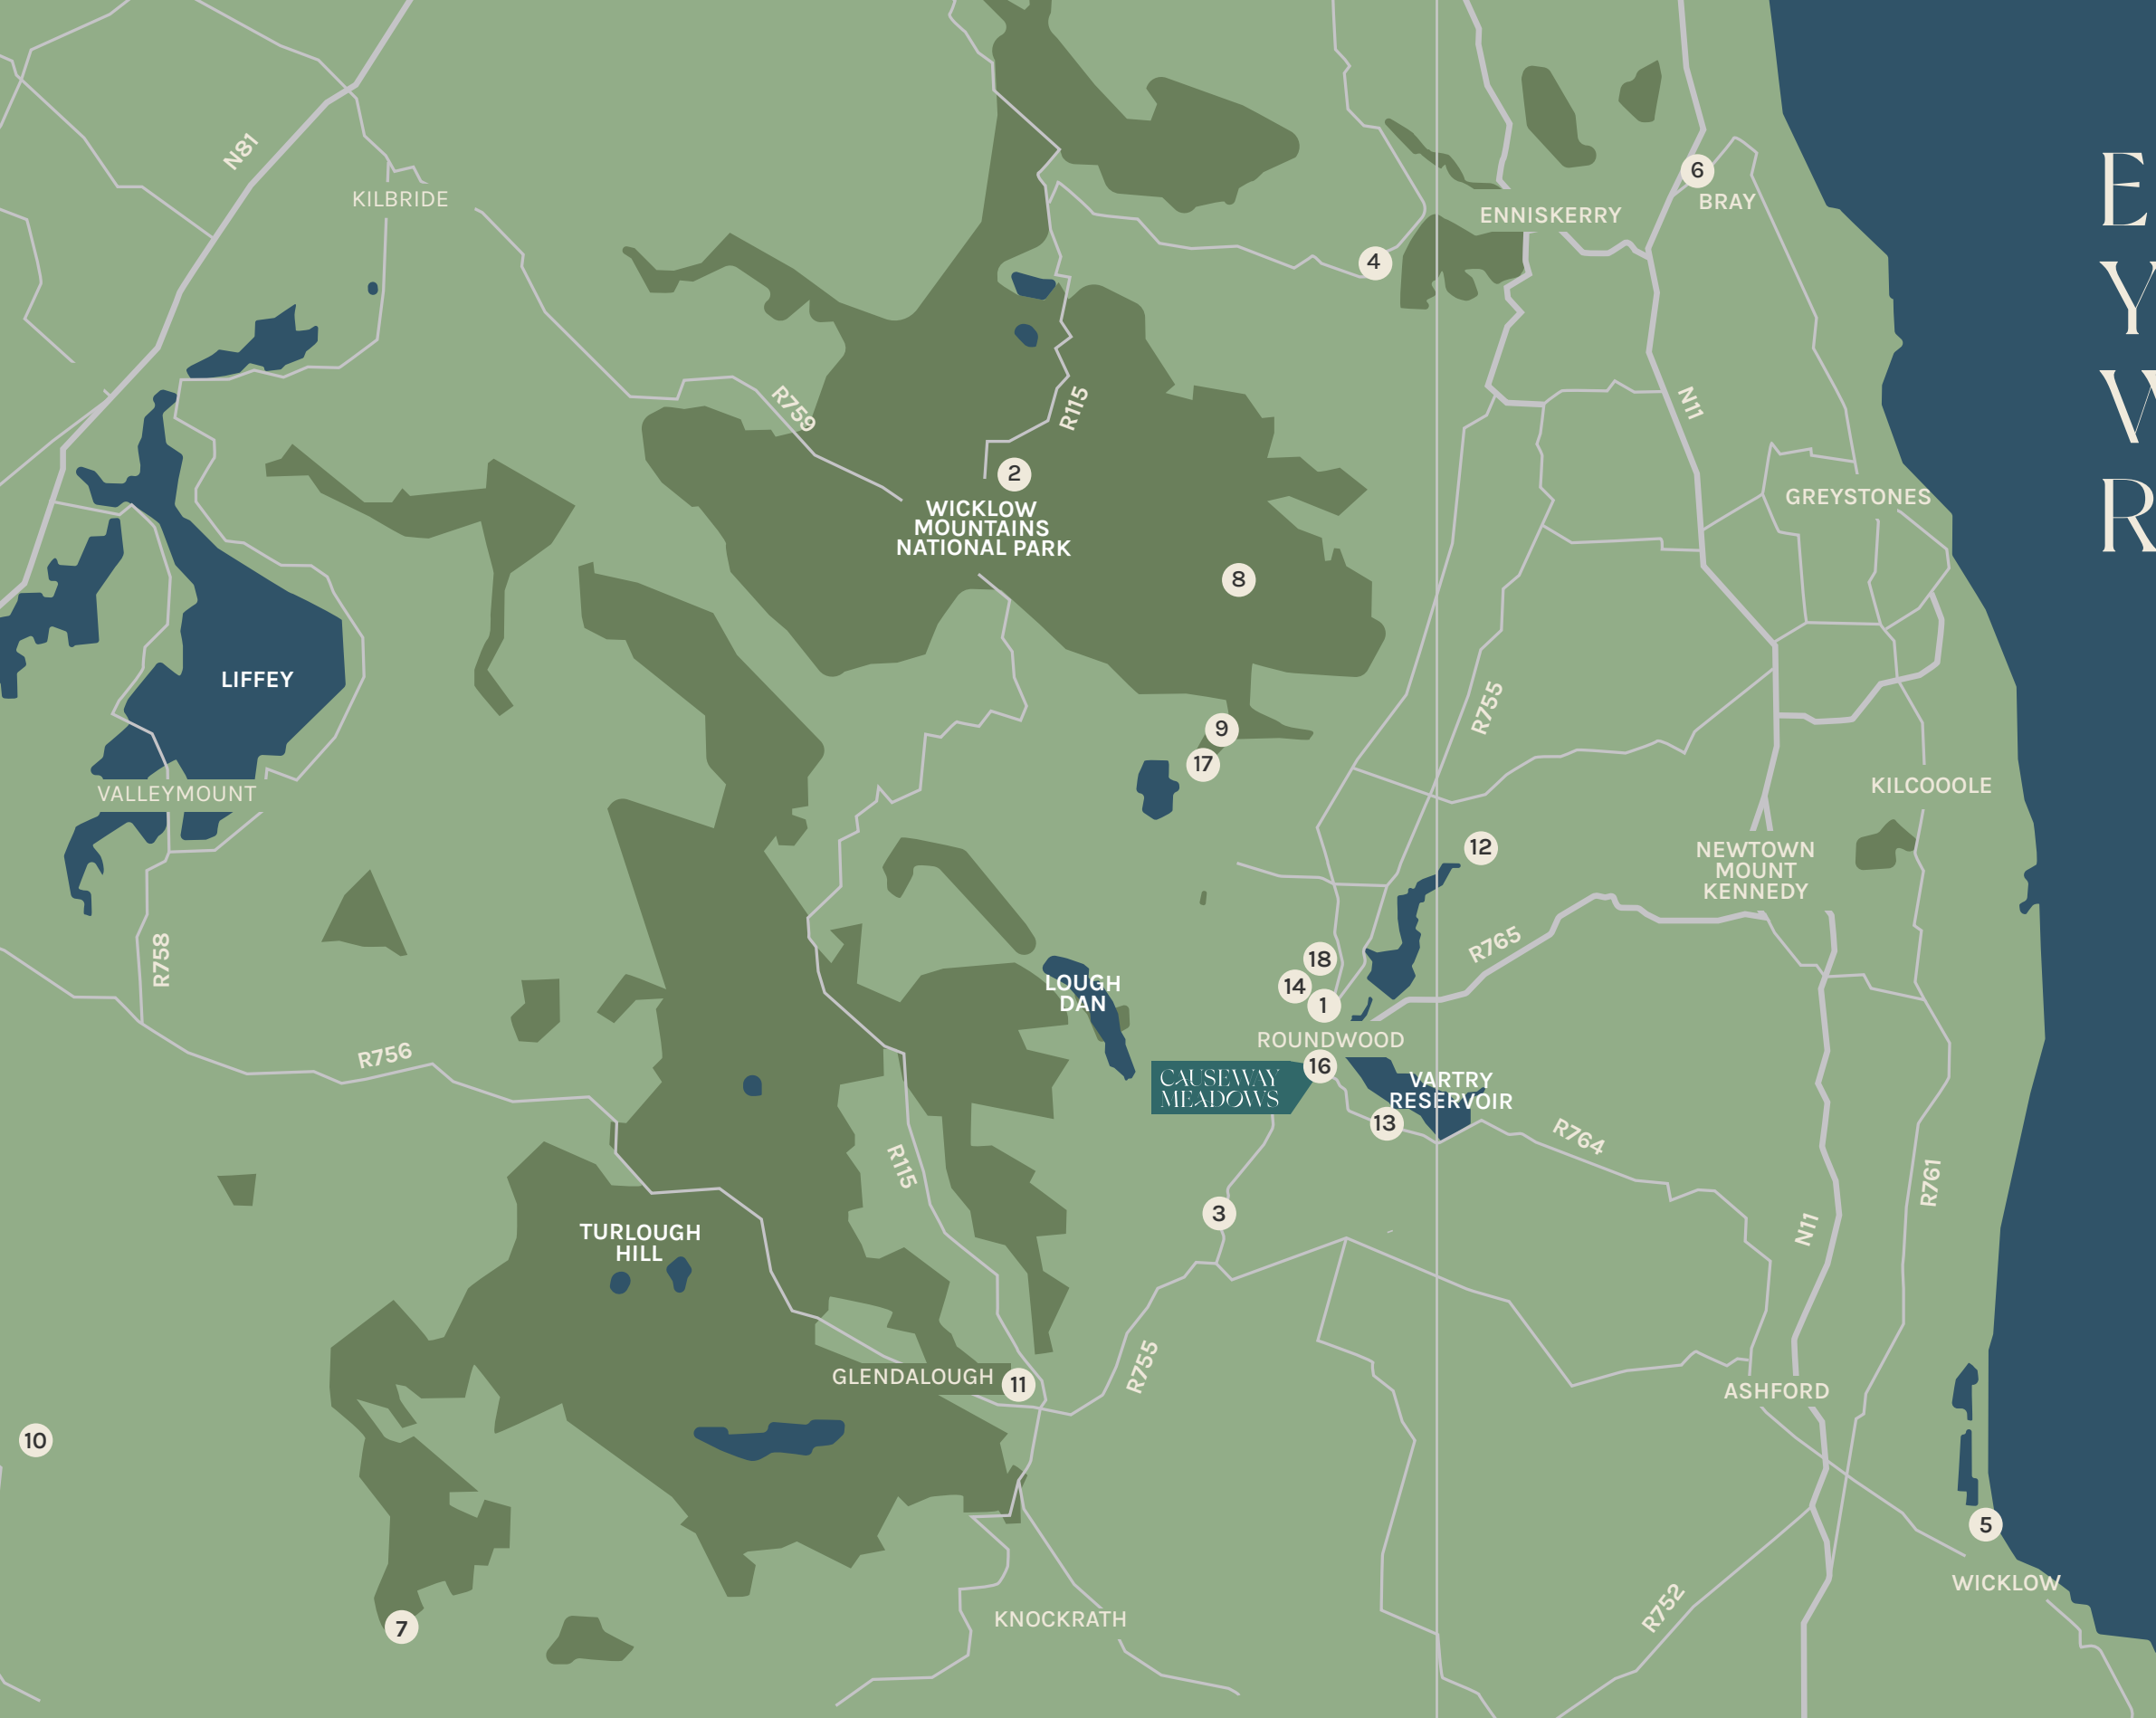 E
Y
W
R
N81
KILBRIDE
6
BRAY
ENNISKERRY
4
R759
R115
N11
2
WICKLOW
MOUNTAINS
NATIONAL PARK
GREYSTONES
8
LIFFEY
R755
9
17
VALLEYMOUNT
KILCOOOLE
12
NEWTOWN
MOUNT
KENNEDY
R758
R765
18
14
1
LOUGH
DAN
ROUNDWOOD
R756
16
CAUSEWAY
MEADOWS
VARTRY
RESERVOIR
13
R764
R115
R761
3
N11
TURLOUGH
HILL
R755
GLENDALOUGH
11
ASHFORD
10
5
WICKLOW
R752
7
KNOCKRATH